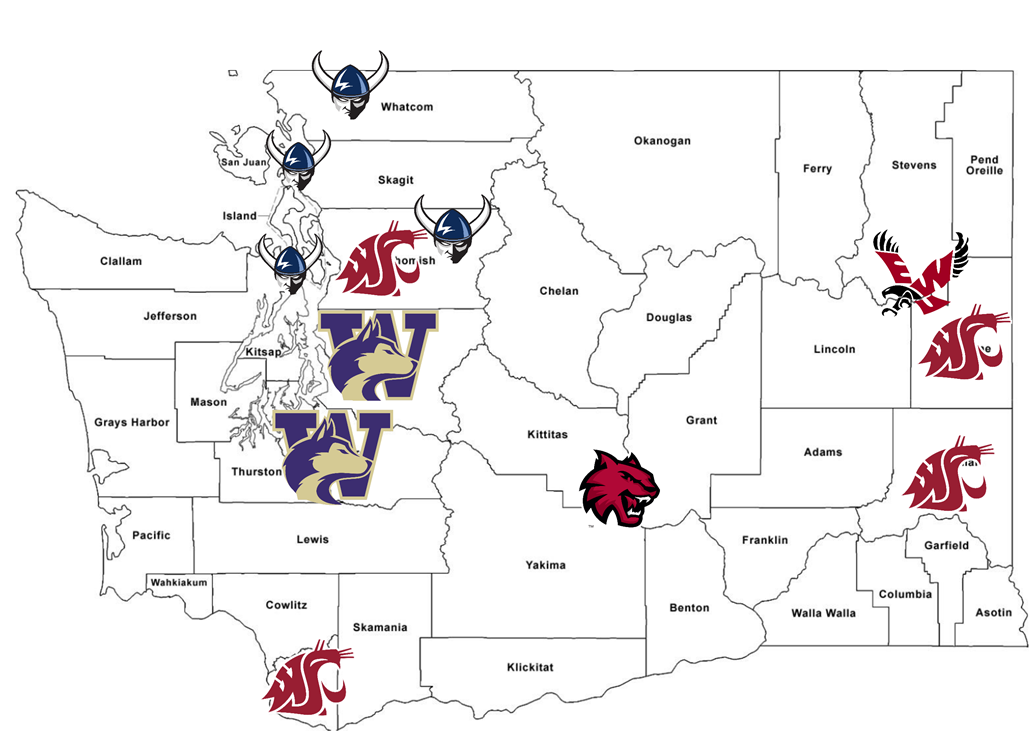 Whatcom
Okanogan
San Juan
Ferry
Stevens
Pend
Oreille
Skagit
Island
Clallam
homish
Chelan
Jefferson
Douglas
Kitsap
Lincoln
Mason
Grays Harbor
Kittitas
Grant
Adams
Thurston
Pacific
Lewis
Franklin
Garfield
Yakima
Wahkiakum
Cowlitz
Columbia
Skamania
Benton
Walla Walla
Asotin
Klickitat